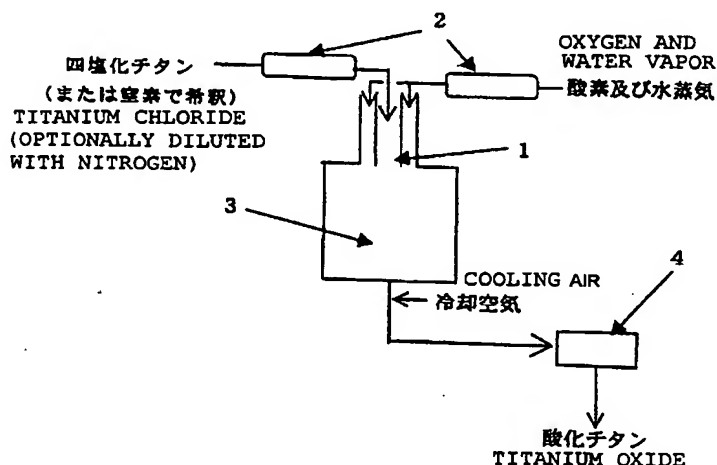 2
四塩化チタン
(または窒素で希釈)
TITANIUM CHLORIDE
(OPTIONALLY DILUTED
WITH NITROGEN)
OXYGEN AND
WATER VAPOR
酸素及び水蒸気
1
3
COOLING AIR
冷却空気
4
酸化チタン
TITANIUM OXIDE